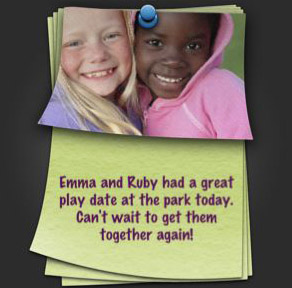 Emma and Ruby had a great
play date at the park today.
Can't wait to get them
together again!